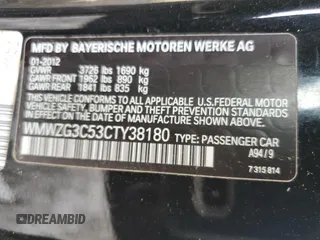 MFD. BY BAYERISCHE MOTOREN WERKE AG
01-2012
GVWR 3726 lbs 1690 kg
GAWR FRONT 1962 lbs 890 kg
GAWR REAR 1841 lbs 835 kg
THIS VEHICLE CONFORMS TO ALL APPLICABLE U.S. FEDERAL
SAFETY, BUMPER AND THEFT PREVENTION STANDARDS IN
EFFECT ON THE DATE OF MANUFACTURE SHOWN ABOVE.
WMWZG3C53CTY38180 TYPE: PASSENGER CAR
A94/9
7 315 814
DREAMBID